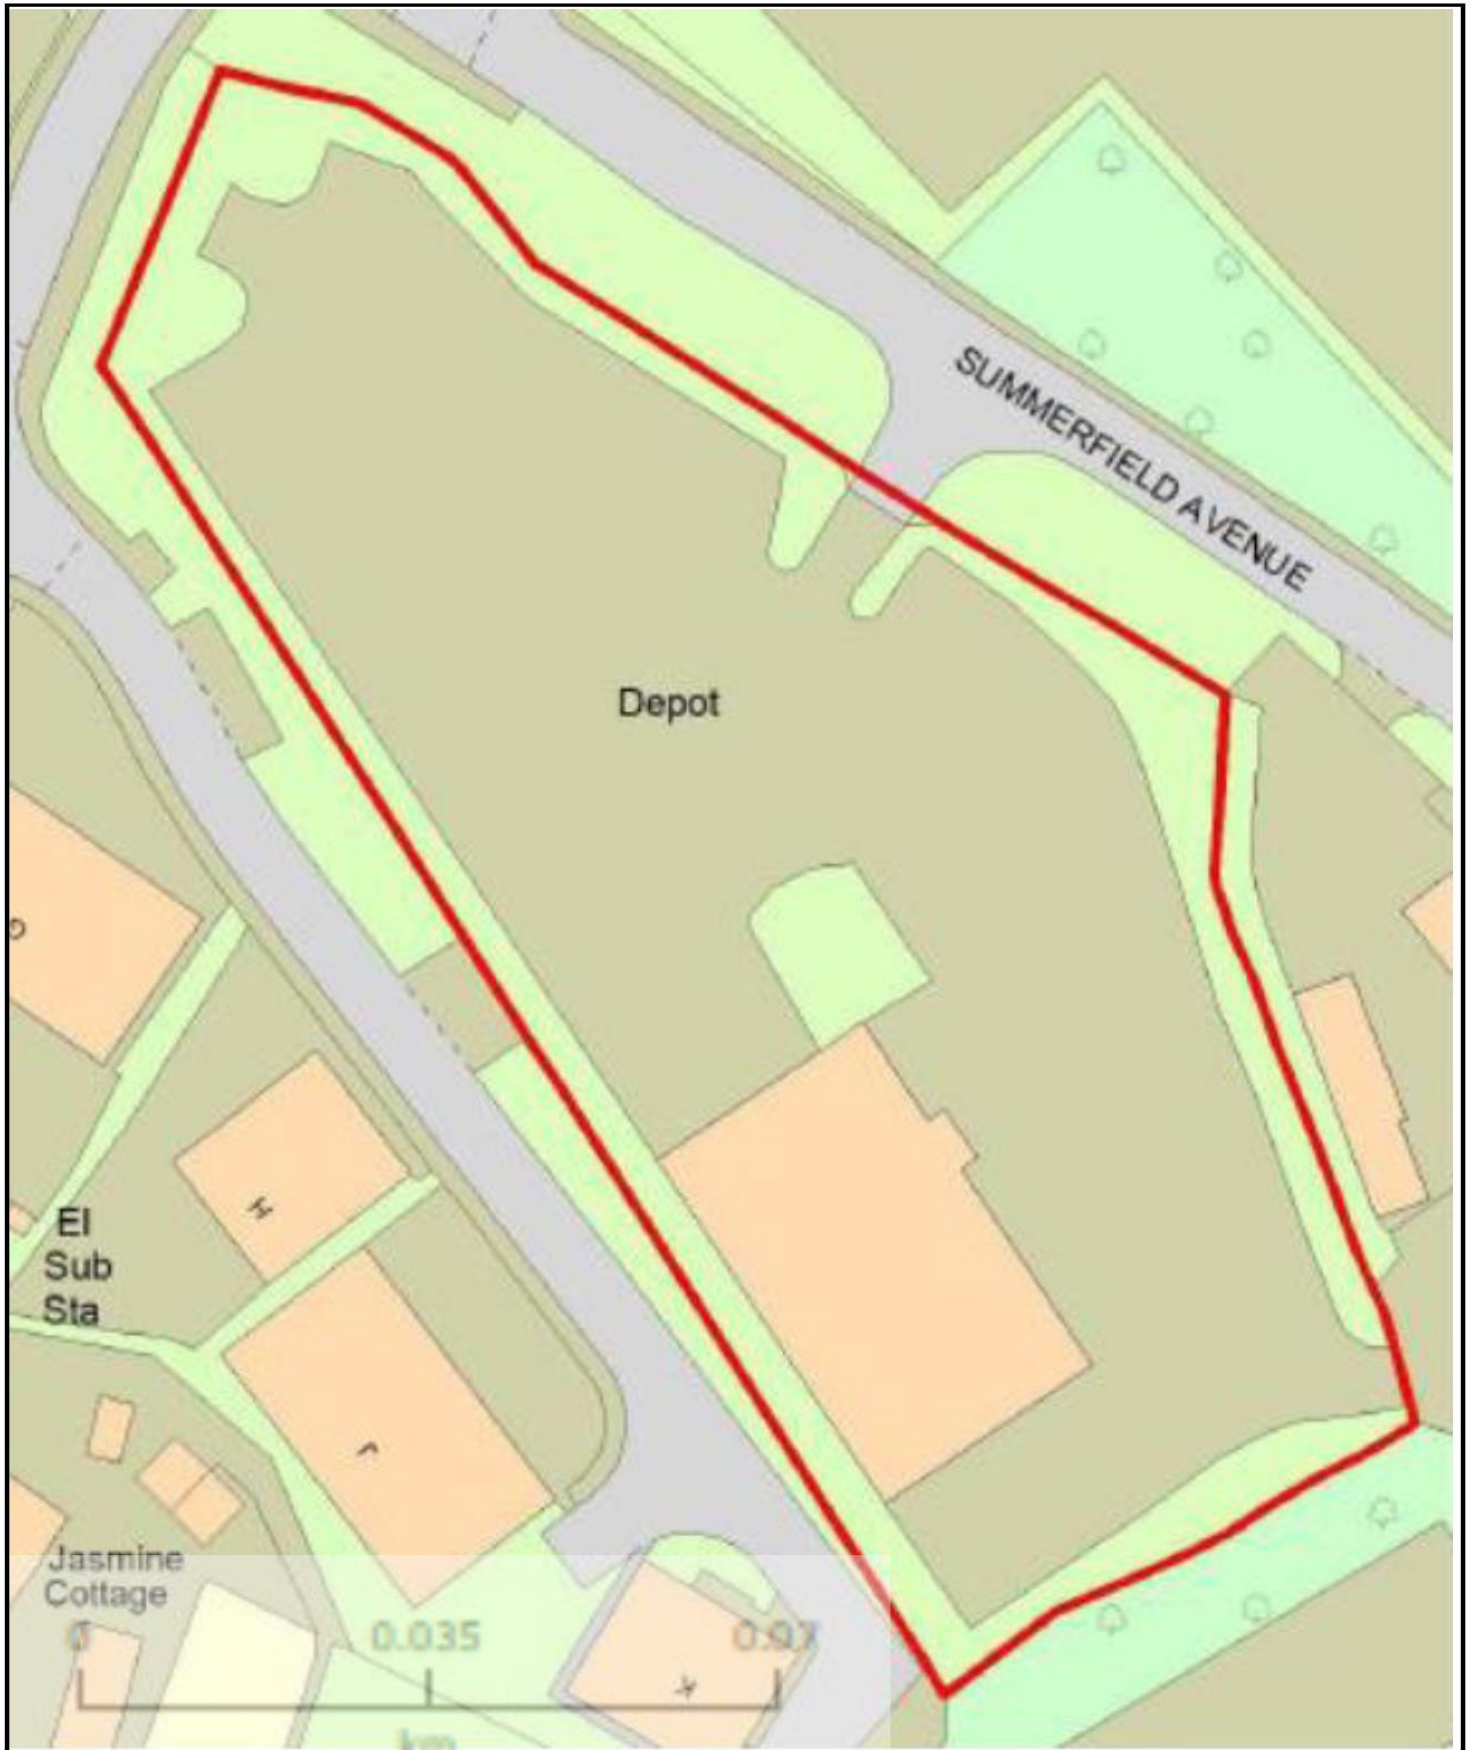 SUMMERFIELD AVENUE
Depot
G
H
El
Sub
Sta
Jasmine
Cottage
0
0.035
0.07
K
km